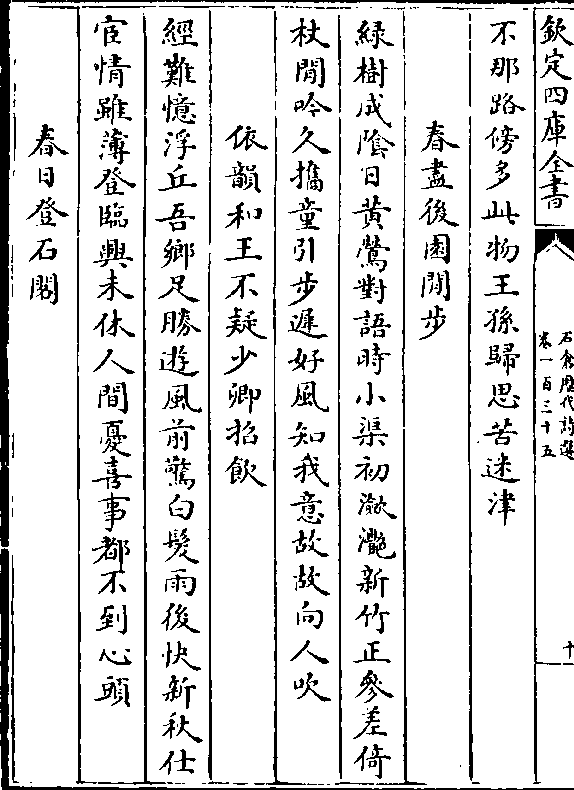 欽定四庫全書
石倉歷代詩選
卷一百三十五
十
不那路傍多此物王孫歸思苦迷津
春盡後園閒步
綠樹成隂日黃鶯對語時小渠初瀲灧新竹正參差倚
杖閒吟久攜童引步遲好風知我意故故向人吹
依韻和王不疑少卿招飲
經難憶浮丘吾鄉足勝遊風前驚白髮雨後快新秋仕
宦情雖薄登臨興未休人間憂喜事都不到心頭
春日登石閣